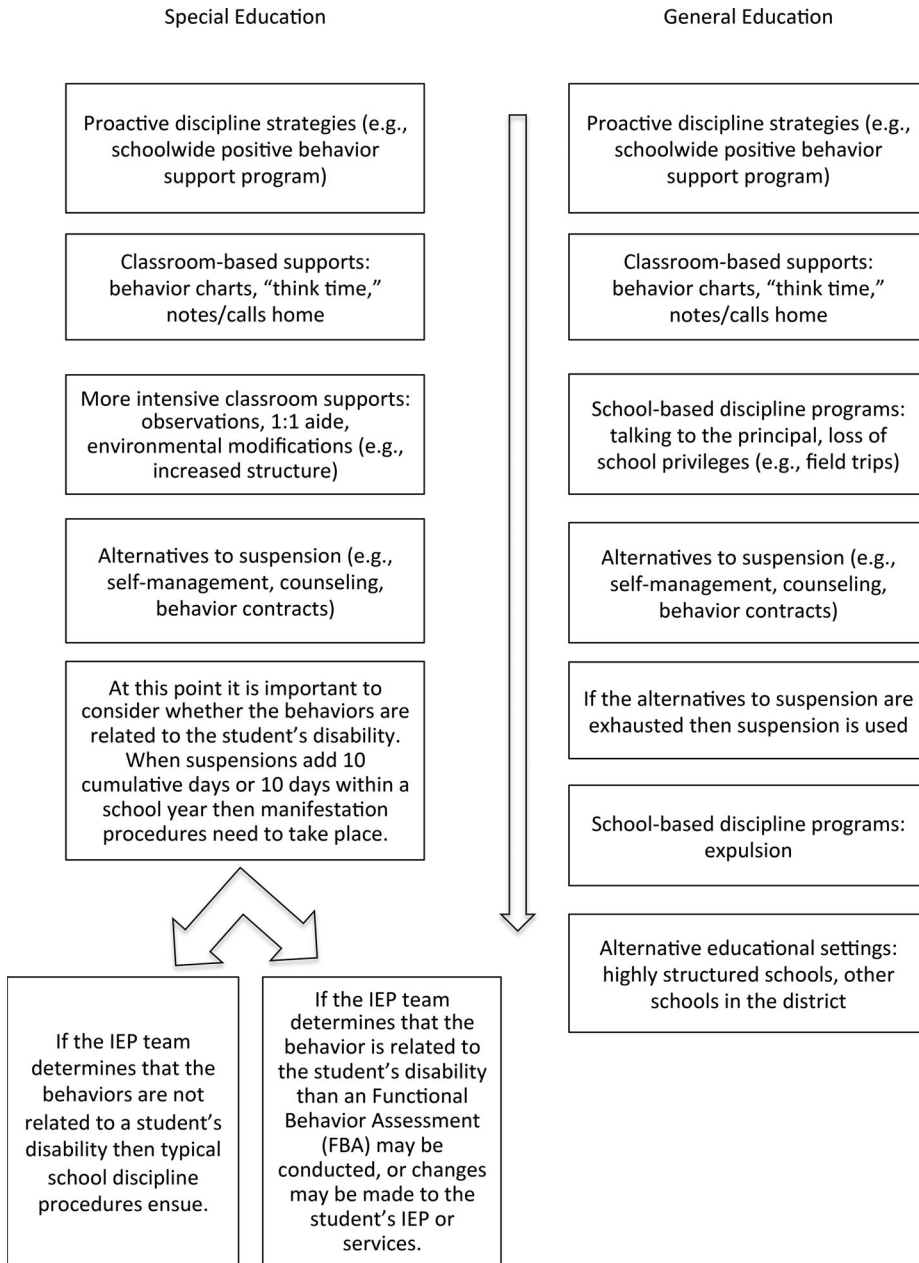 Special Education
General Education
Proactive discipline strategies (e.g.,
schoolwide positive behavior
support program)
Classroom-based supports:
behavior charts, “think time,”
notes/calls home
More intensive classroom supports:
observations, 1:1 aide,
environmental modifications (e.g.,
increased structure)
Alternatives to suspension (e.g.,
self-management, counseling,
behavior contracts)
At this point it is important to
consider whether the behaviors are
related to the student’s disability.
When suspensions add 10
cumulative days or 10 days within a
school year then manifestation
procedures need to take place.
If the IEP team
determines that the
behaviors are not
related to a student’s
disability then typical
school discipline
procedures ensue.
If the IEP team
determines that the
behavior is related to
the student’s disability
than an Functional
Behavior Assessment
(FBA) may be
conducted, or changes
may be made to the
student’s IEP or
services.
Proactive discipline strategies (e.g.,
schoolwide positive behavior
support program)
Classroom-based supports:
behavior charts, “think time,”
notes/calls home
School-based discipline programs:
talking to the principal, loss of
school privileges (e.g., field trips)
Alternatives to suspension (e.g.,
self-management, counseling,
behavior contracts)
If the alternatives to suspension are
exhausted then suspension is used
School-based discipline programs:
expulsion
Alternative educational settings:
highly structured schools, other
schools in the district